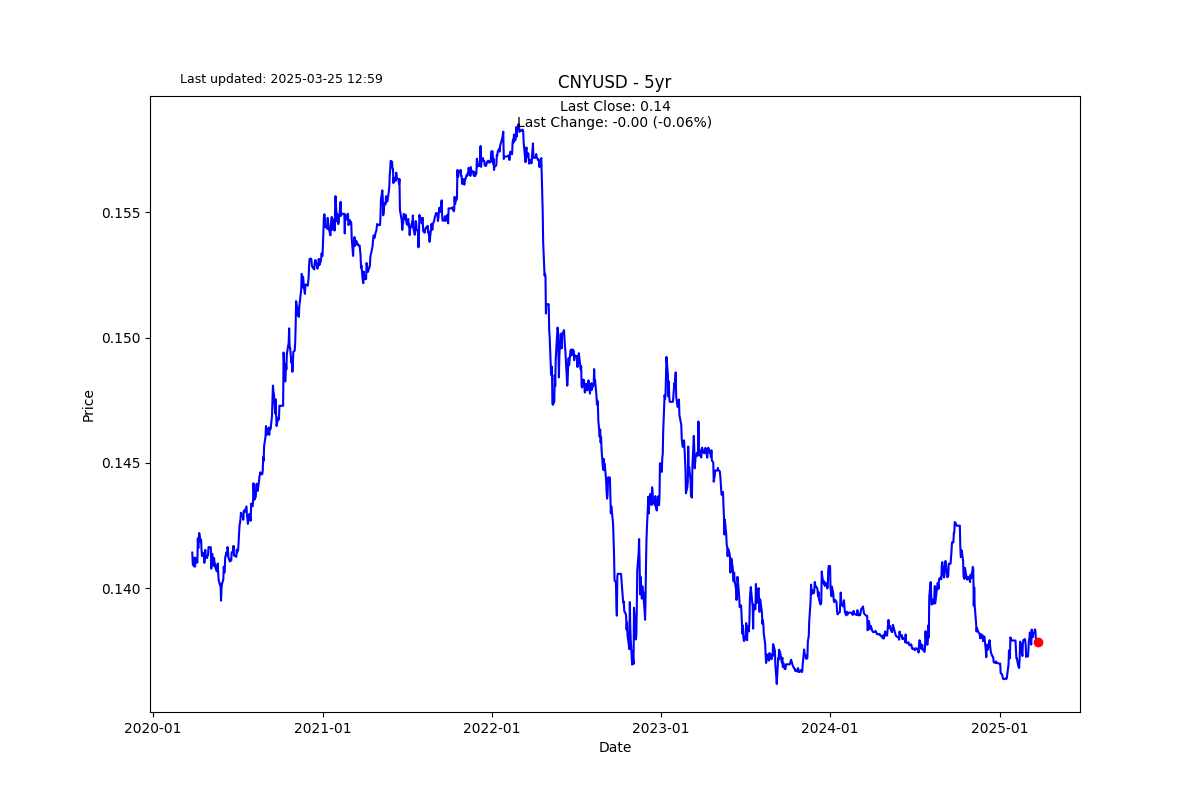 Last updated: 2025-03-25 12:59
CNYUSD - 5yr
Last Close: 0.14
Last Change: -0.00 (-0.06%)
0.155
0.150
0.145
0.140
Price
2020-01
2021-01
2022-01
2023-01
2024-01
2025-01
Date